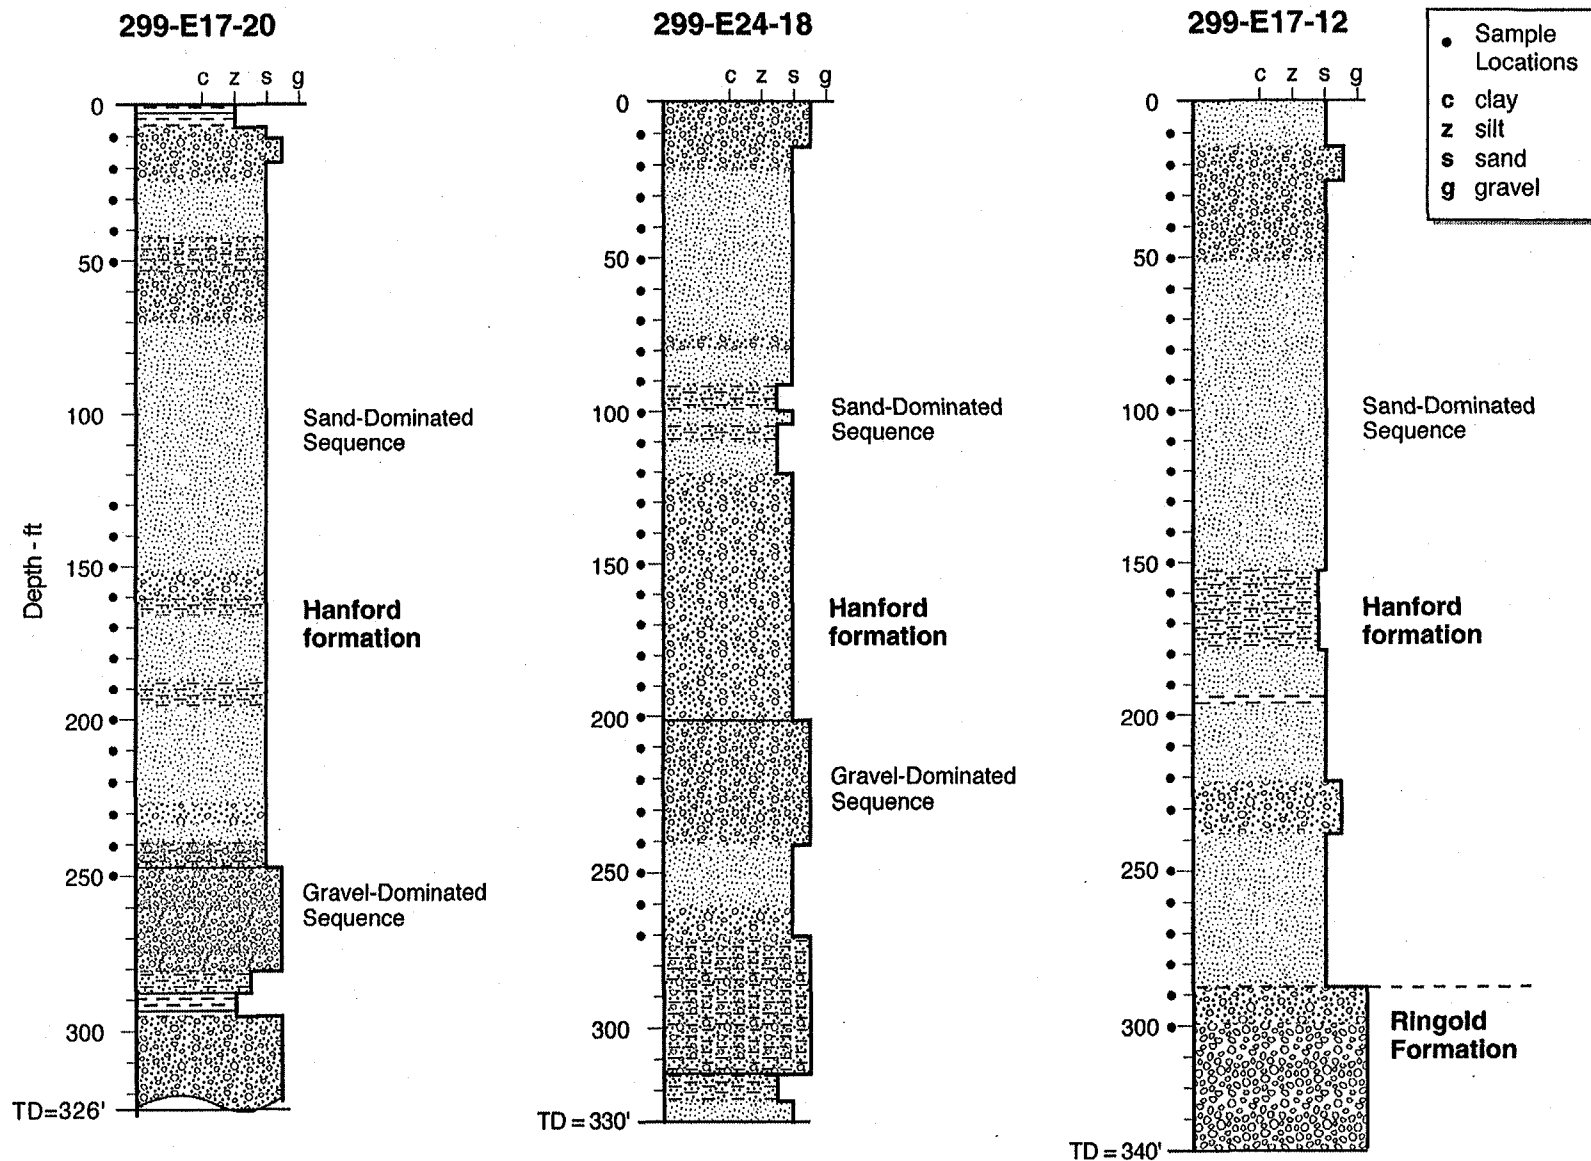 299-E17-20
c z s g
0
50
100
150
200
250
300
TD=326'
Depth - ft
Sand-Dominated
Sequence
Hanford
formation
Gravel-Dominated
Sequence
299-E24-18
c z s g
0
50
100
150
200
250
300
TD = 330'
Sand-Dominated
Sequence
Hanford
formation
Gravel-Dominated
Sequence
299-E17-12
c z s g
0
50
100
150
200
250
300
TD = 340'
Sand-Dominated
Sequence
Hanford
formation
Ringold
Formation
Sample
Locations
c clay
z silt
s sand
g gravel